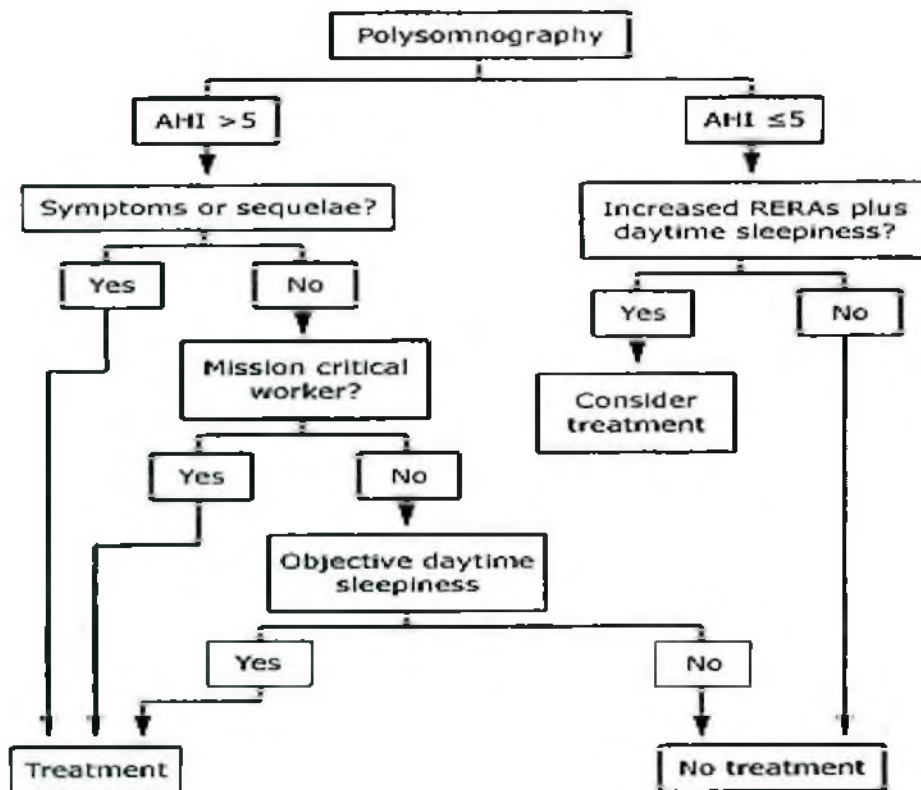 Polysomnography
AHI >5
AHI ≤5
Symptoms or sequelae?
Increased RERAs plus
daytime sleepiness?
Yes
No
Yes
No
Mission critical
worker?
Consider
treatment
Yes
No
Objective daytime
sleepiness
Yes
No
Treatment
No treatment